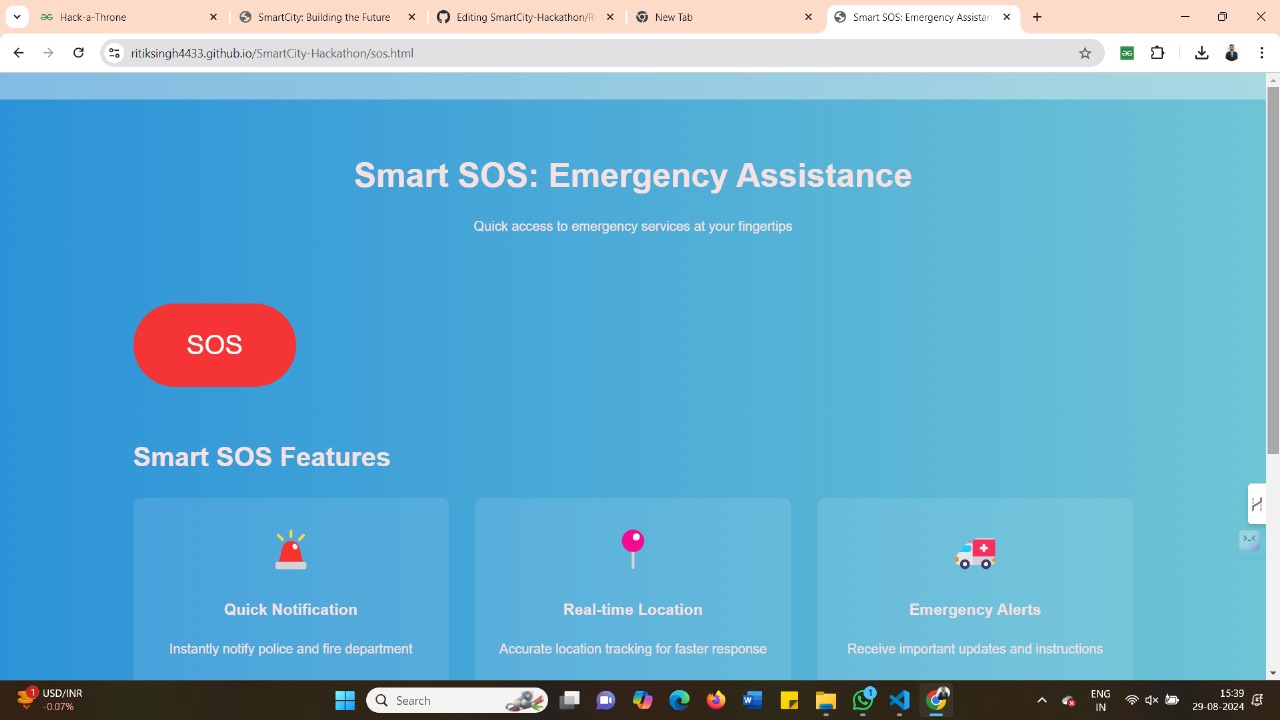 Hack-a-Throne
SmartCity: Building the Future
Editing SmartCity-Hackathon/R
New Tab
Smart SOS: Emergency Assistan
ritiksingh4433.github.io/SmartCity-Hackathon/sos.html
Smart SOS: Emergency Assistance
Quick access to emergency services at your fingertips
SOS
Smart SOS Features
Quick Notification
Instantly notify police and fire department
Real-time Location
Accurate location tracking for faster response
Emergency Alerts
Receive important updates and instructions
1
USD/INR
-0.07%
Search
1
ENG
IN
15:39
29-08-2024